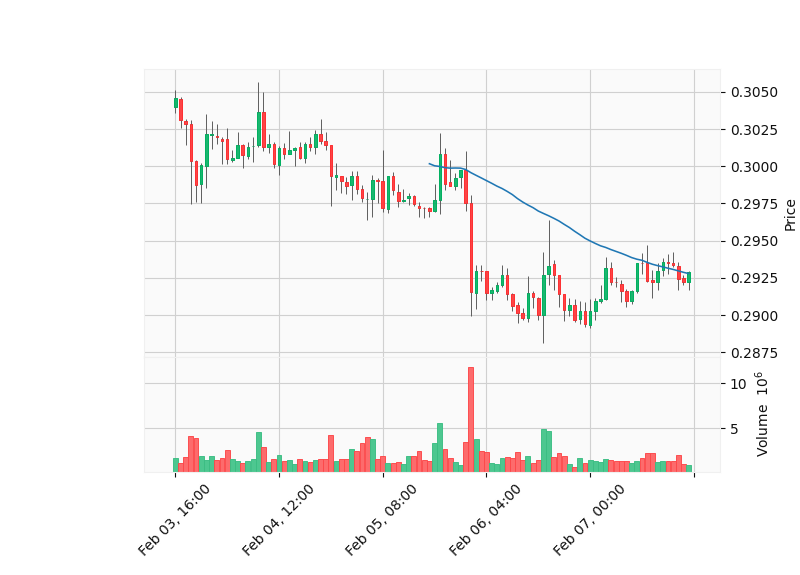 0.3050
0.3025
0.3000
0.2975
0.2950
0.2925
0.2900
0.2875
Price
10
5
Volume 10⁶
Feb 03, 16:00
Feb 04, 12:00
Feb 05, 08:00
Feb 06, 04:00
Feb 07, 00:00